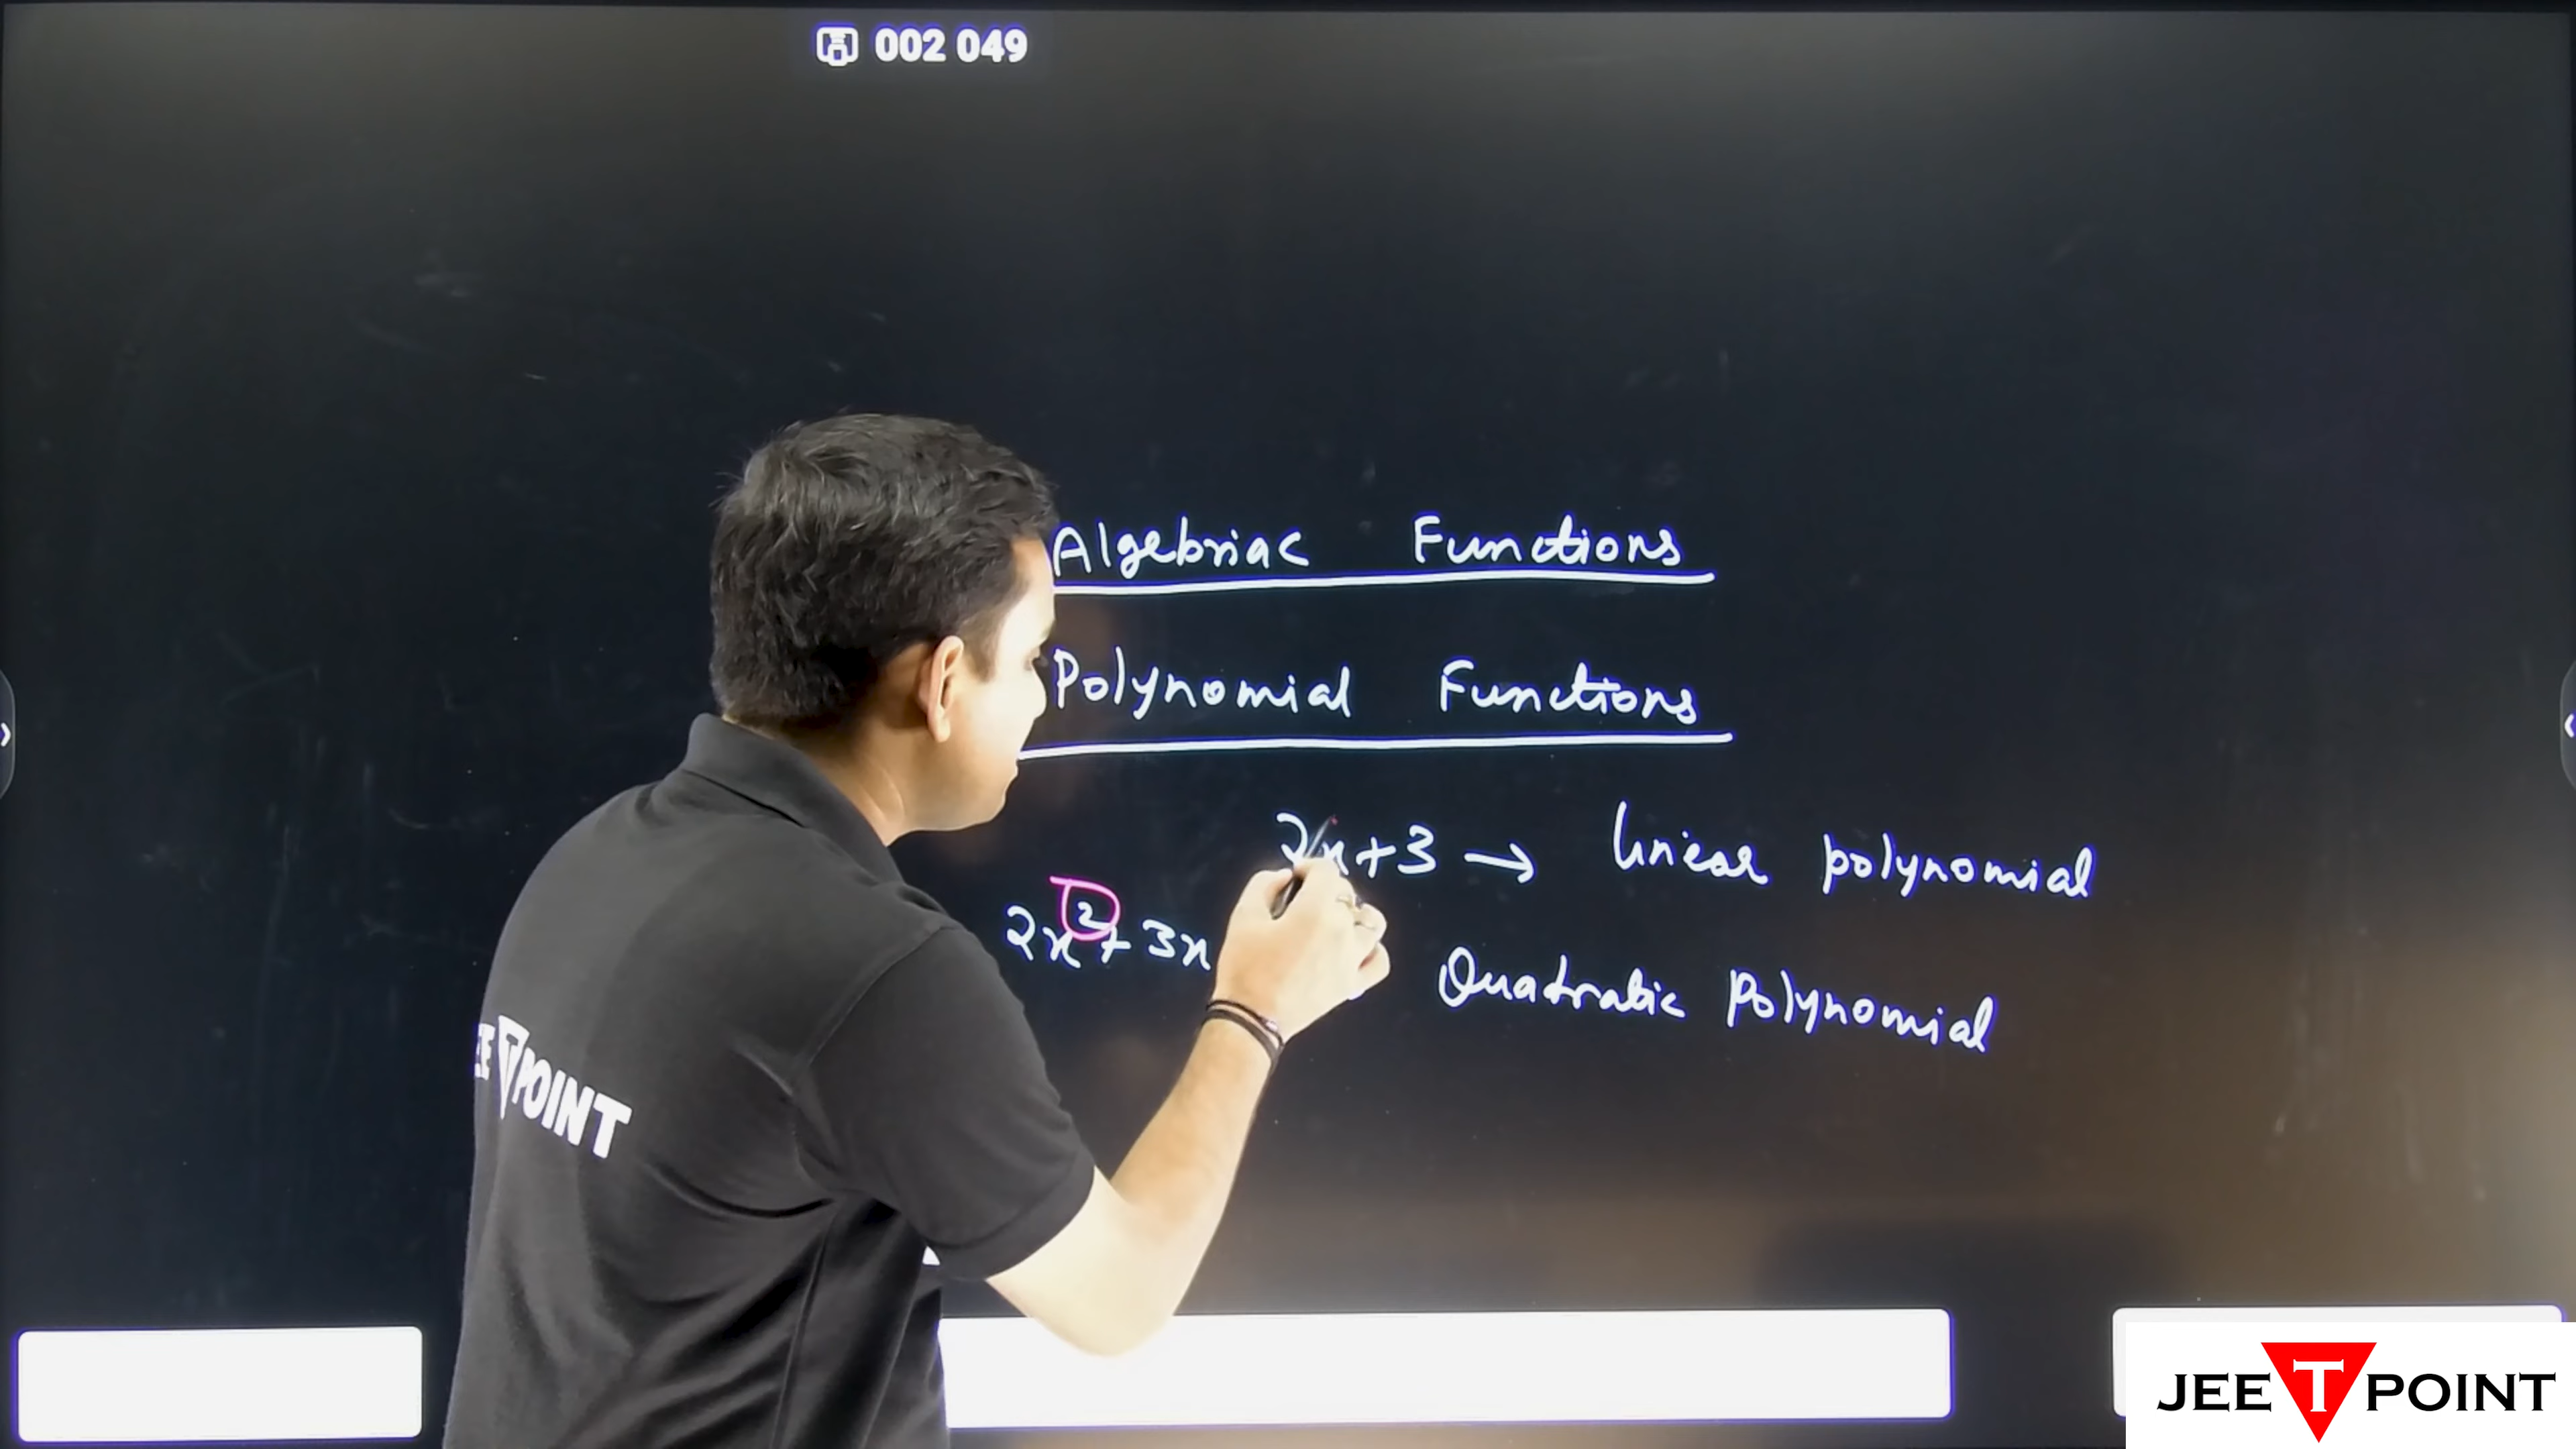 002 049
Algebriac Functions
Polynomial Functions
2x+3 → linear polynomial
2x²+3x
Quadratic Polynomial
POINT
JEE T POINT